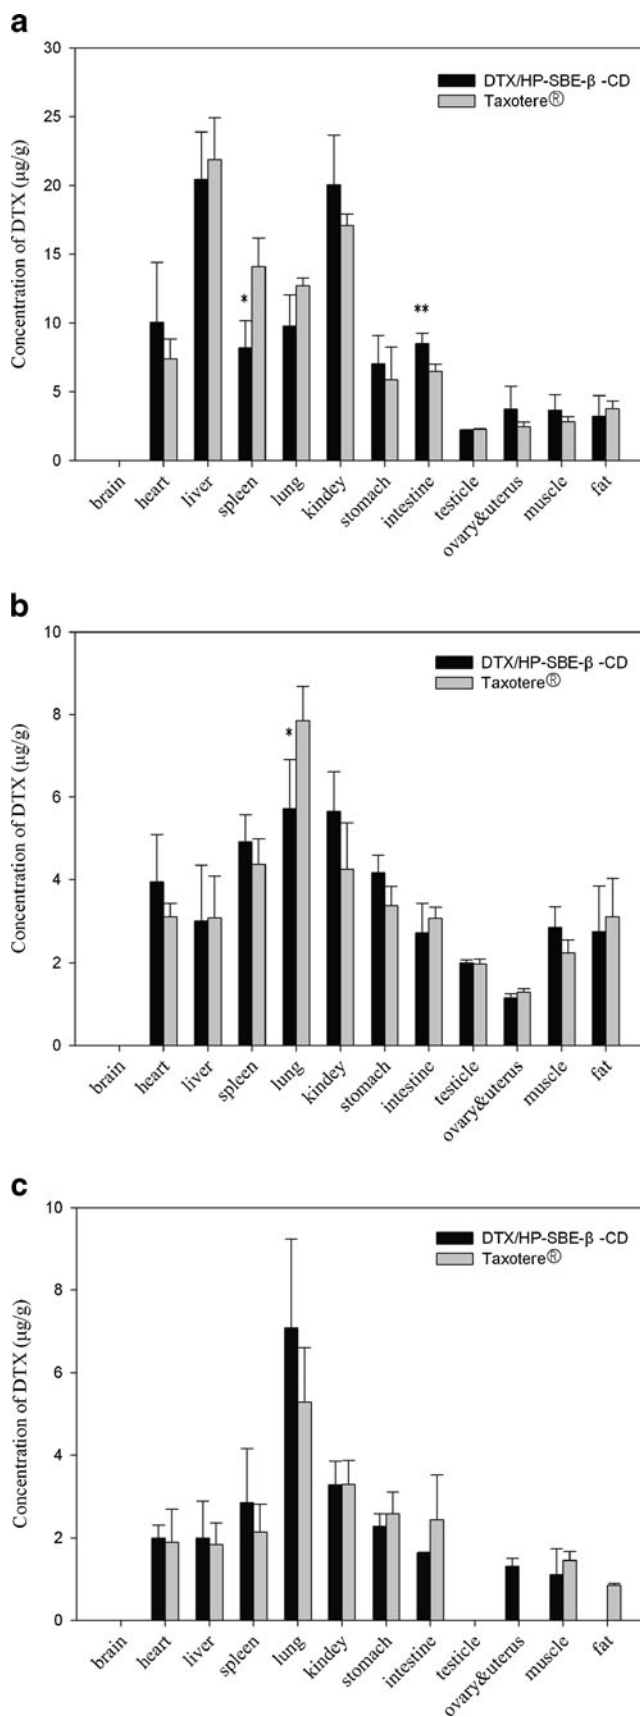 a
30
25
20
15
10
5
0
Concentration of DTX (µg/g)
DTX/HP-SBE-β -CD
Taxotere®
*
**
brain
heart
liver
spleen
lung
kindey
stomach
intestine
testicle
ovary&uterus
muscle
fat
b
10
8
6
4
2
0
Concentration of DTX (µg/g)
DTX/HP-SBE-β -CD
Taxotere®
*
brain
heart
liver
spleen
lung
kindey
stomach
intestine
testicle
ovary&uterus
muscle
fat
c
10
8
6
4
2
0
Concentration of DTX (µg/g)
DTX/HP-SBE-β -CD
Taxotere®
brain
heart
liver
spleen
lung
kindey
stomach
intestine
testicle
ovary&uterus
muscle
fat